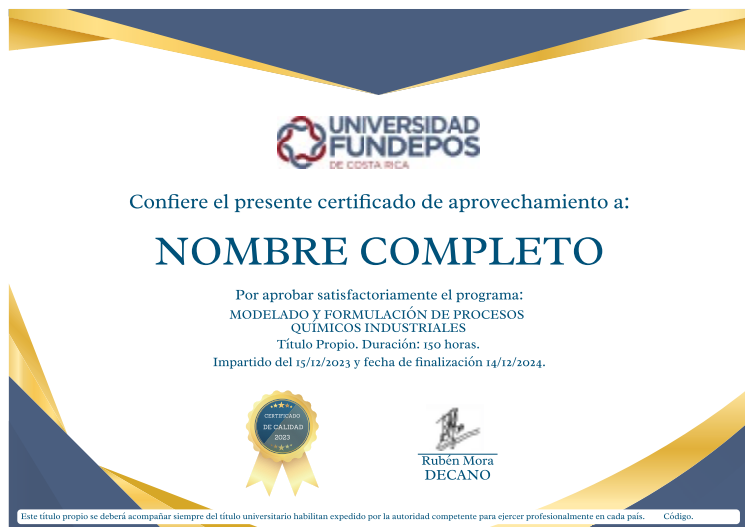 UNIVERSIDAD
FUNDEPOS
DE COSTA RICA
Confiere el presente certificado de aprovechamiento a:
NOMBRE COMPLETO
Por aprobar satisfactoriamente el programa:
MODELADO Y FORMULACIÓN DE PROCESOS
QUÍMICOS INDUSTRIALES
Título Propio. Duración: 150 horas.
Impartido del 15/12/2023 y fecha de finalización 14/12/2024.
CERTIFICADO
DE CALIDAD
2023
Rubén Mora
DECANO
Este título propio se deberá acompañar siempre del título universitario habilitan expedido por la autoridad competente para ejercer profesionalmente en cada país. Código.